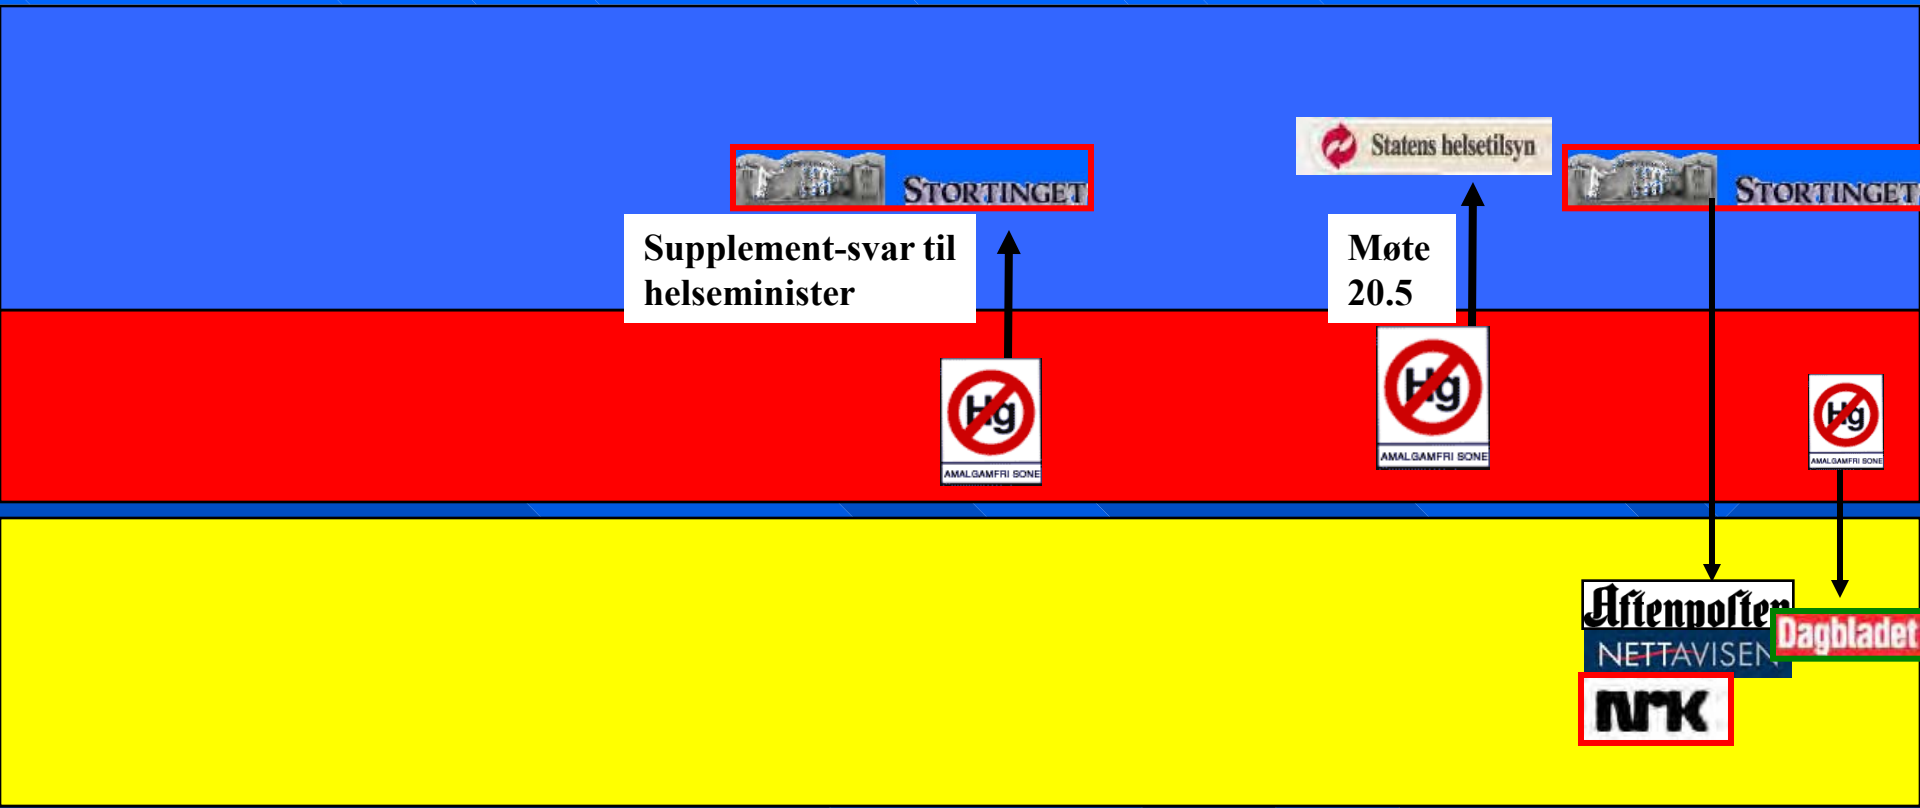 Statens helsetilsyn
STORTINGET
STORTINGET
Supplement-svar til
helseminister
Møte
20.5
Hg
AMALGAMFRI SONE
Hg
AMALGAMFRI SONE
Hg
AMALGAMFRI SONE
Aftenposten
NETTAVISEN
Dagbladet
NRK